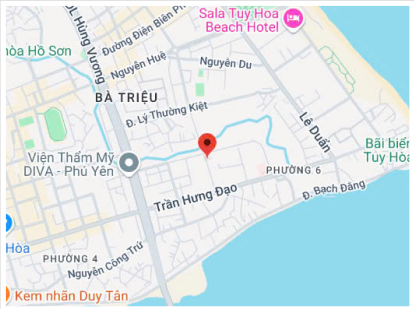 Sala Tuy Hoa
Beach Hotel
hòa Hồ Sơn
ĐL Hùng Vương
Đường Điện Biên Ph
Nguyễn Huệ
Nguyễn Du
BÀ TRIỆU
Đ. Lý Thường Kiệt
Lê Duẩn
Bãi biển
Tuy Hòa
Viện Thẩm Mỹ
DIVA - Phú Yên
PHƯỜNG 6
Đ. Bạch Đằng
Trần Hưng Đạo
Hòa
PHƯỜNG 4
Nguyễn Công Trứ
Kem nhãn Duy Tân